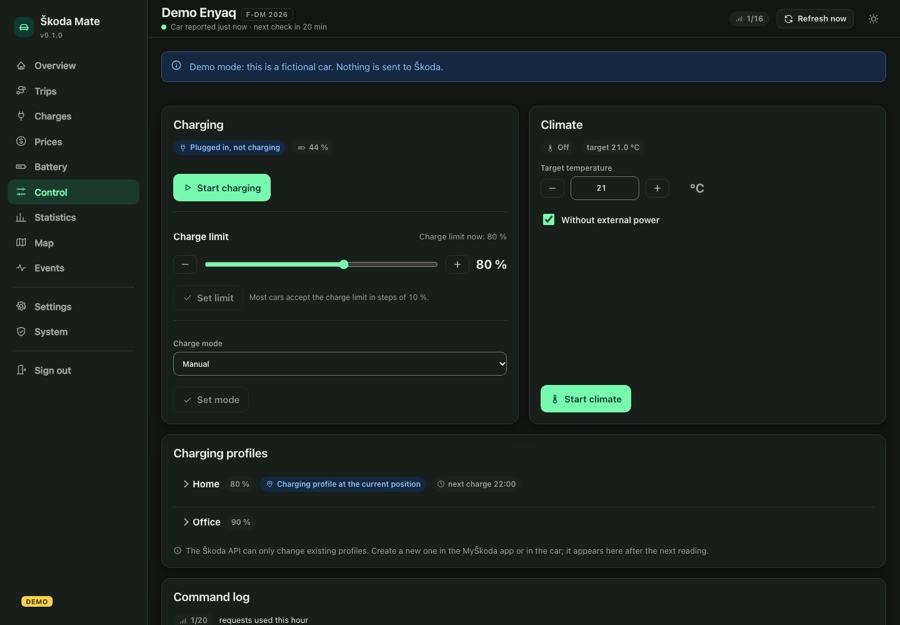 Škoda Mate
v0.1.0
Overview
Trips
Charges
Prices
Battery
Control
Statistics
Map
Events
Settings
System
Sign out
DEMO
Demo Enyaq
F-DM 2026
Car reported just now · next check in 20 min
1/16
Refresh now
Demo mode: this is a fictional car. Nothing is sent to Škoda.
Charging
Plugged in, not charging
44 %
Start charging
Charge limit
Charge limit now: 80 %
80 %
Set limit
Most cars accept the charge limit in steps of 10 %.
Charge mode
Manual
Set mode
Climate
Off
target 21.0 °C
Target temperature
21
°C
Without external power
Start climate
Charging profiles
Home
80 %
Charging profile at the current position
next charge 22:00
Office
90 %
The Škoda API can only change existing profiles. Create a new one in the MyŠkoda app or in the car; it appears here after the next reading.
Command log
1/20
requests used this hour